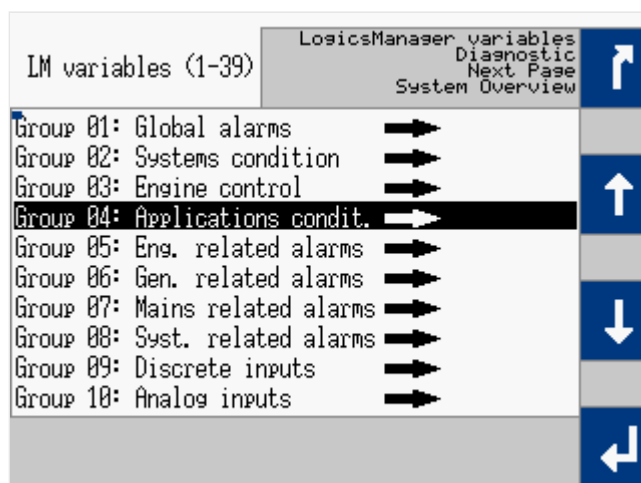 LM variables (1-39)
LogicsManager variables
Diagnostic
Next Page
System Overview
Group 01: Global alarms
Group 02: Systems condition
Group 03: Engine control
Group 04: Applications condit.
Group 05: Eng. related alarms
Group 06: Gen. related alarms
Group 07: Mains related alarms
Group 08: Syst. related alarms
Group 09: Discrete inputs
Group 10: Analog inputs